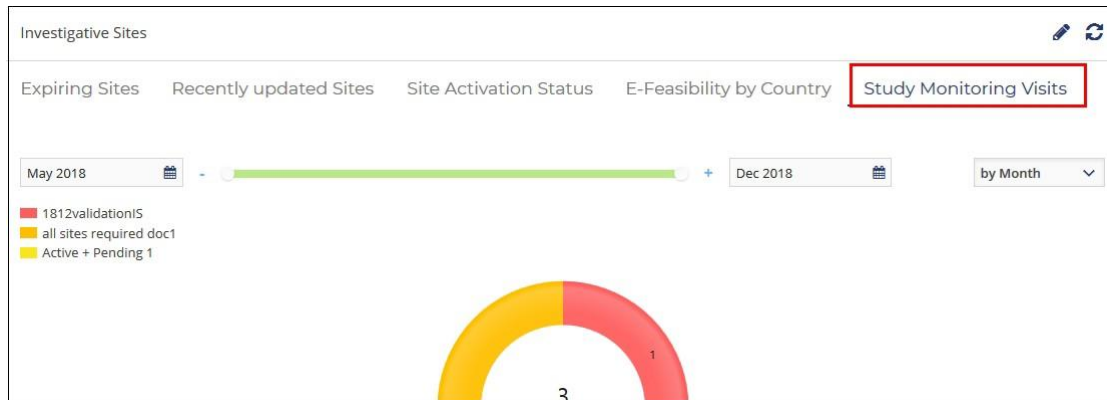 Investigative Sites
Expiring Sites Recently updated Sites Site Activation Status E-Feasibility by Country Study Monitoring Visits
May 2018 - + Dec 2018 by Month
1812validationIS
all sites required doc1
Active + Pending 1
1
3